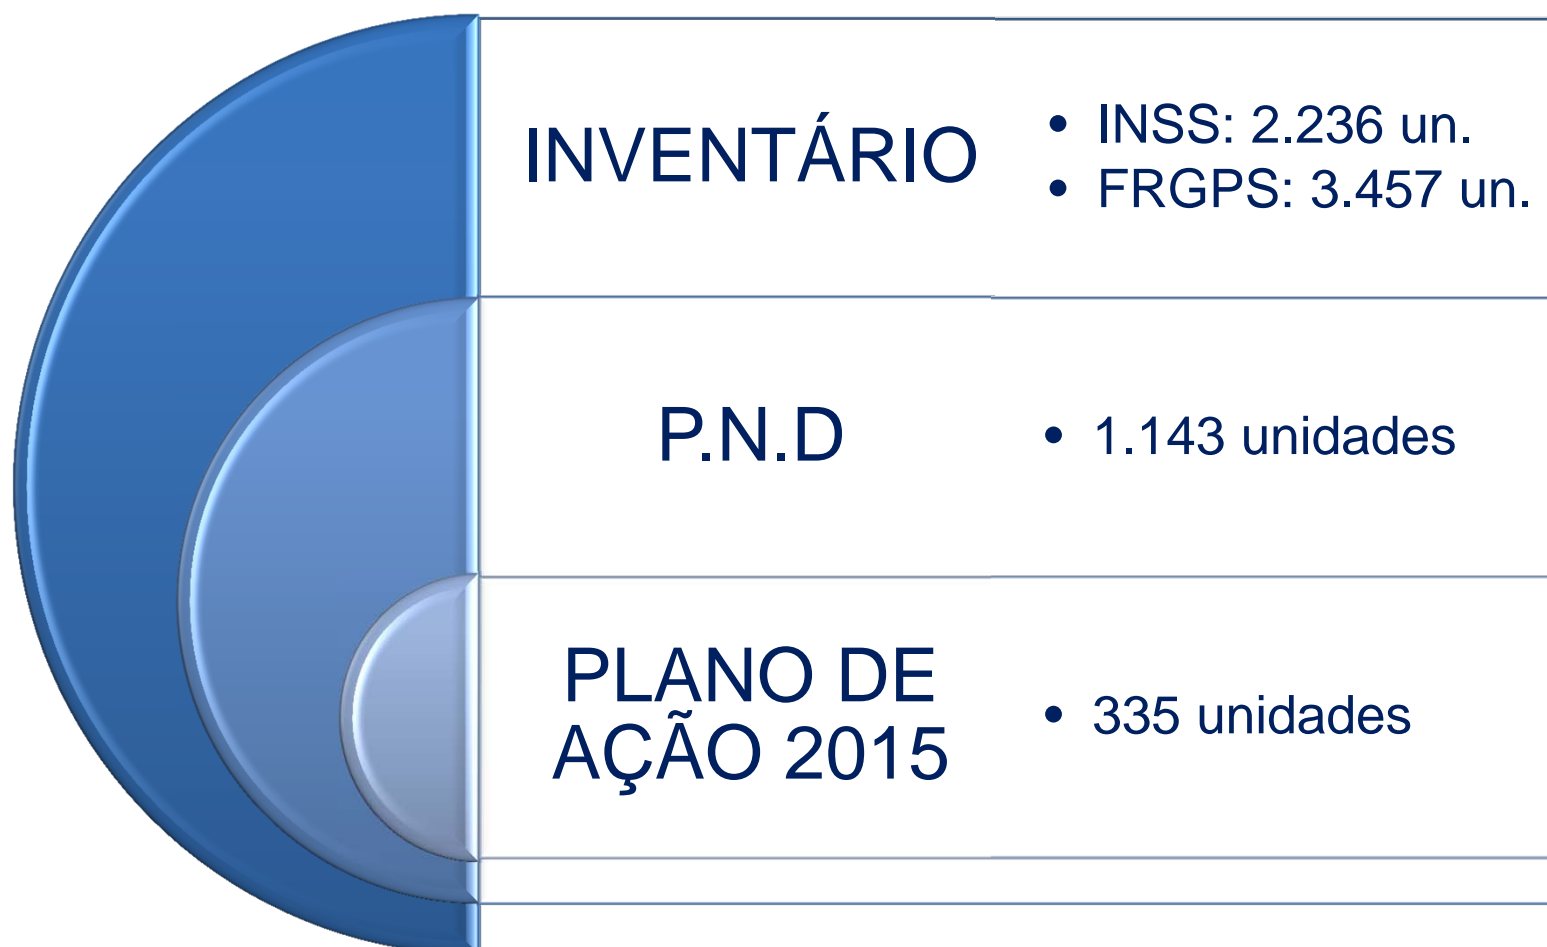 INVENTÁRIO
• INSS: 2.236 un.
• FRGPS: 3.457 un.
P.N.D
• 1.143 unidades
PLANO DE
AÇÃO 2015
• 335 unidades